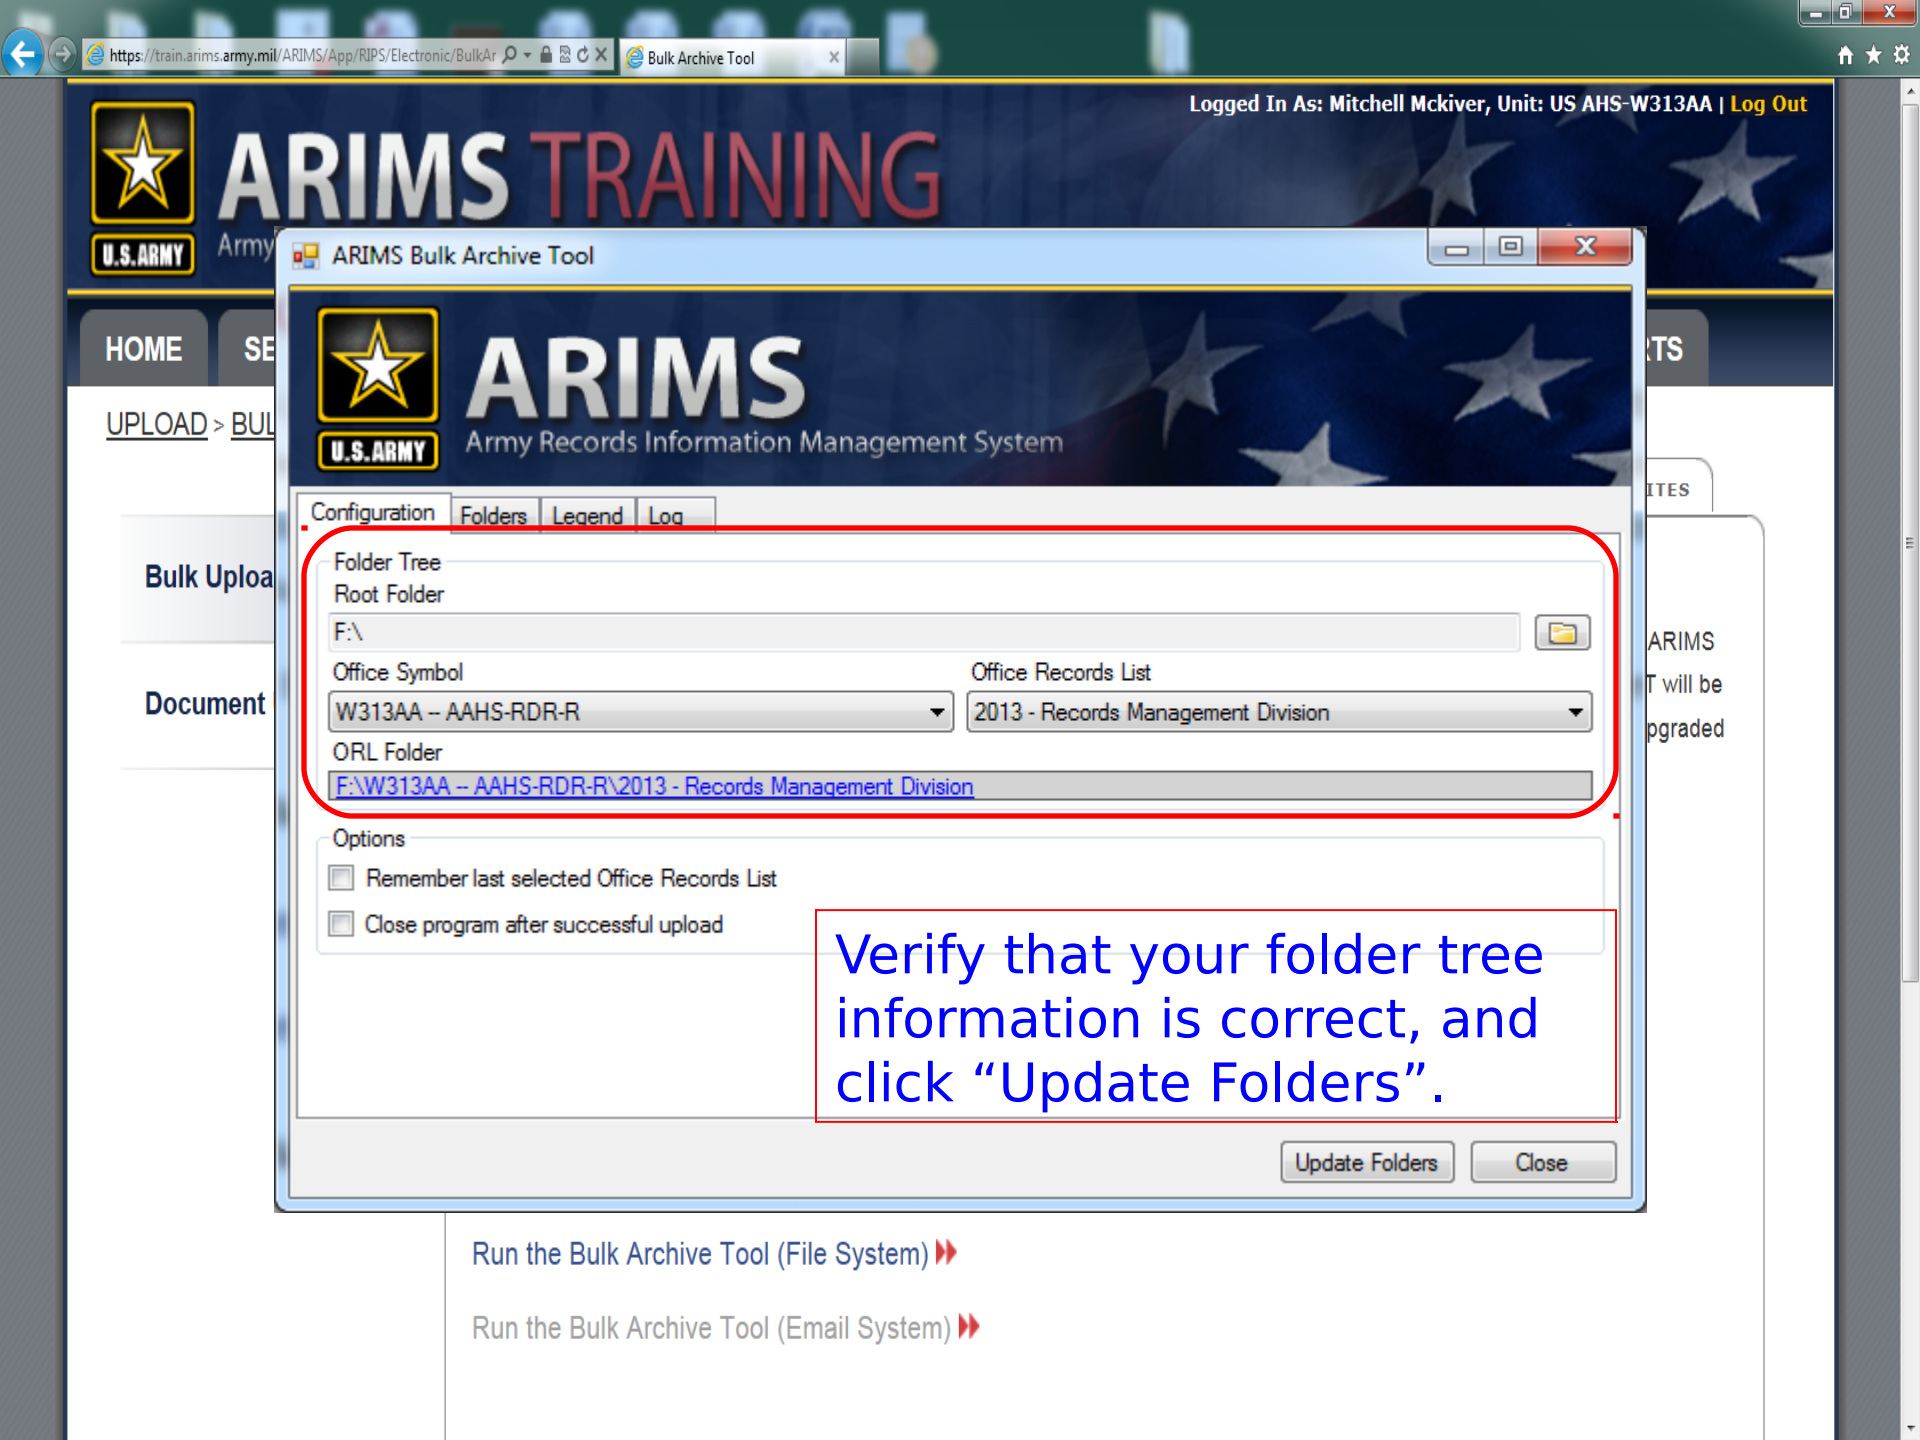 https://train.arims.army.mil/ARIMS/App/RIPS/Electronic/BulkAr
Bulk Archive Tool
Logged In As: Mitchell Mckiver, Unit: US AHS-W313AA | Log Out
ARIMS TRAINING
U.S.ARMY
Army
HOME
SE
RTS
UPLOAD > BUL
ITES
Bulk Uploa
Document
ARIMS
T will be
pgraded
ARIMS Bulk Archive Tool
ARIMS
U.S.ARMY
Army Records Information Management System
Configuration Folders Legend Log
Folder Tree
Root Folder
F:\
Office Symbol Office Records List
W313AA -- AAHS-RDR-R 2013 - Records Management Division
ORL Folder
F:\W313AA -- AAHS-RDR-R\2013 - Records Management Division
Options
Remember last selected Office Records List
Close program after successful upload
Verify that your folder tree
information is correct, and
click “Update Folders”.
Update Folders Close
Run the Bulk Archive Tool (File System)
Run the Bulk Archive Tool (Email System)